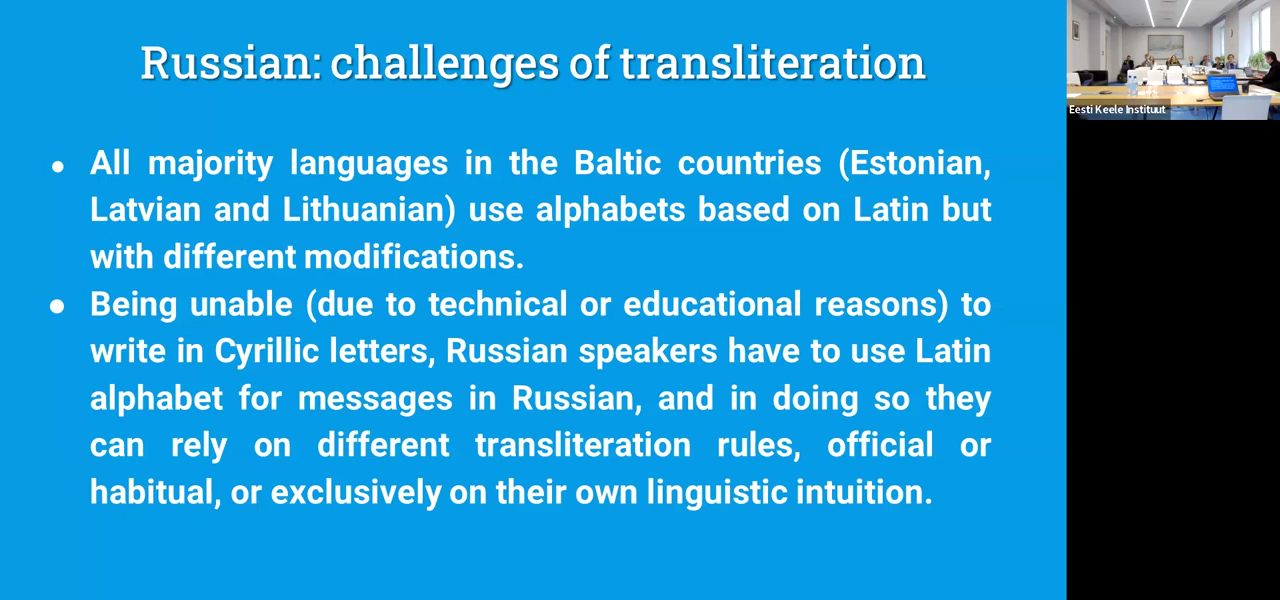 Russian: challenges of transliteration
Eesti Keele Instituut
• All majority languages in the Baltic countries (Estonian,
Latvian and Lithuanian) use alphabets based on Latin but
with different modifications.
• Being unable (due to technical or educational reasons) to
write in Cyrillic letters, Russian speakers have to use Latin
alphabet for messages in Russian, and in doing so they
can rely on different transliteration rules, official or
habitual, or exclusively on their own linguistic intuition.